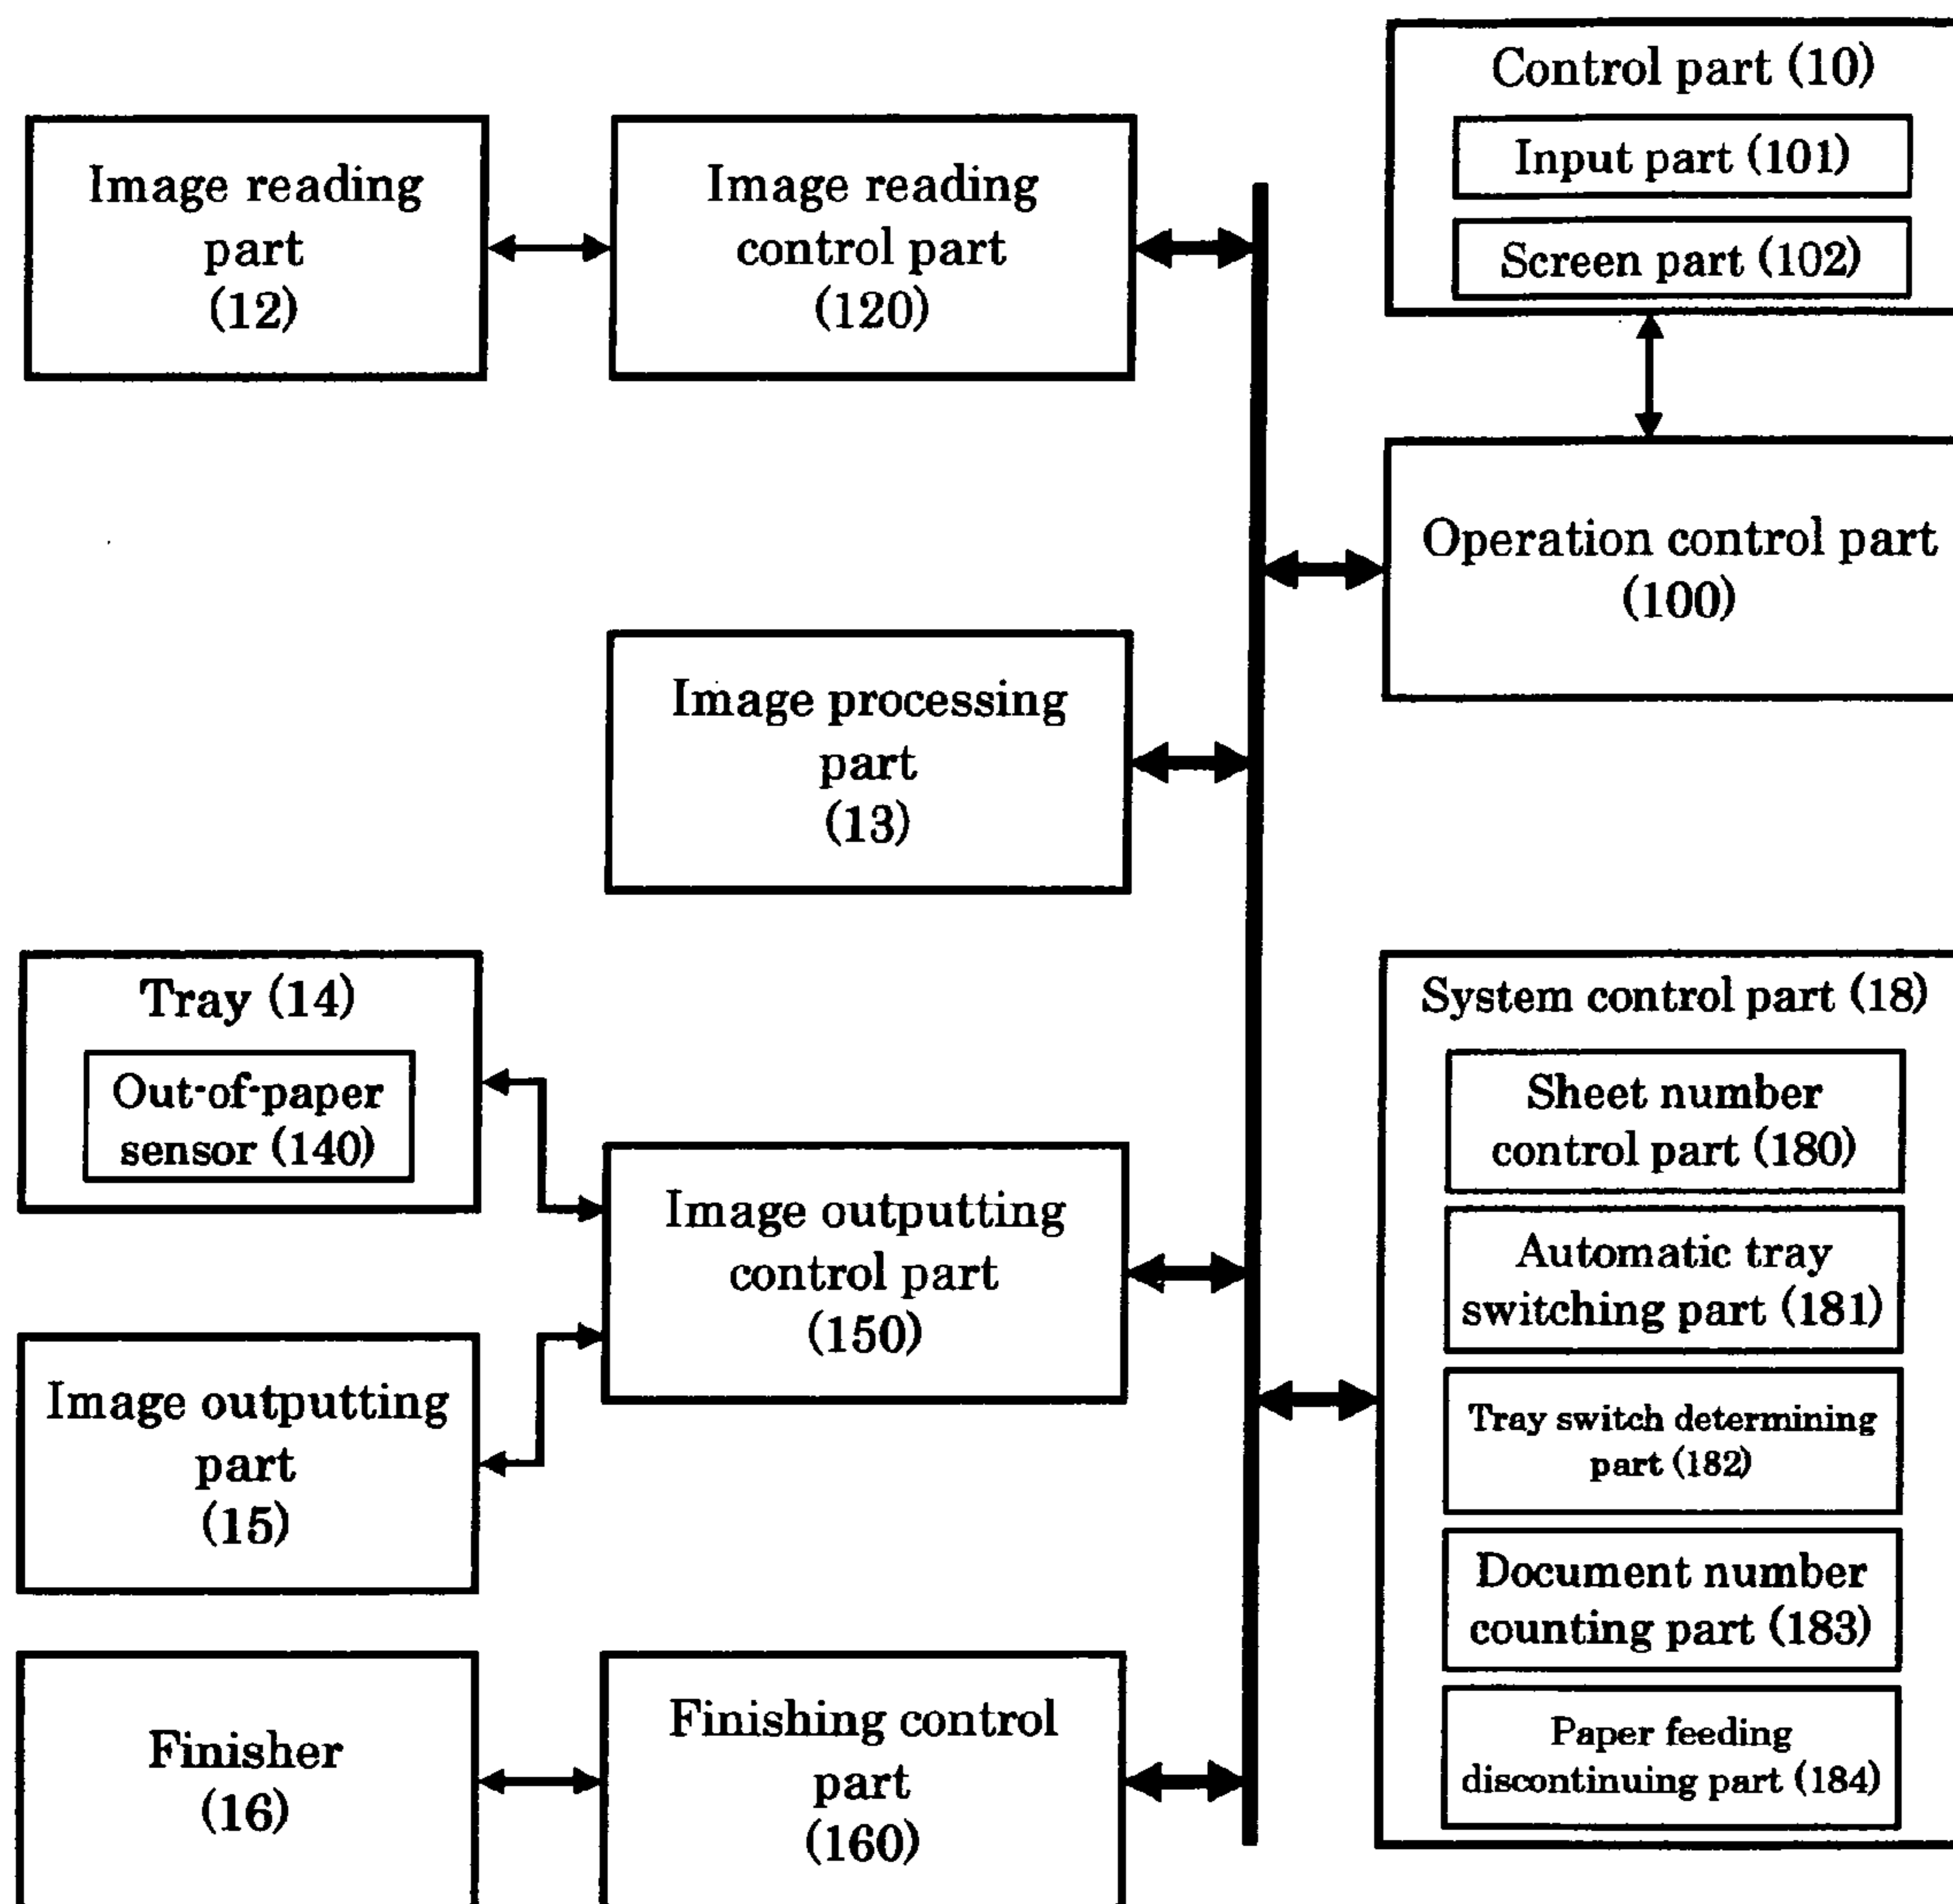 Control part (10)
Input part (101)
Screen part (102)
Image reading
part
(12)
Image reading
control part
(120)
Operation control part
(100)
Image processing
part
(13)
Tray (14)
Out-of-paper
sensor (140)
Image outputting
control part
(150)
Image outputting
part
(15)
Finisher
(16)
Finishing control
part
(160)
System control part (18)
Sheet number
control part (180)
Automatic tray
switching part (181)
Tray switch determining
part (182)
Document number
counting part (183)
Paper feeding
discontinuing part (184)